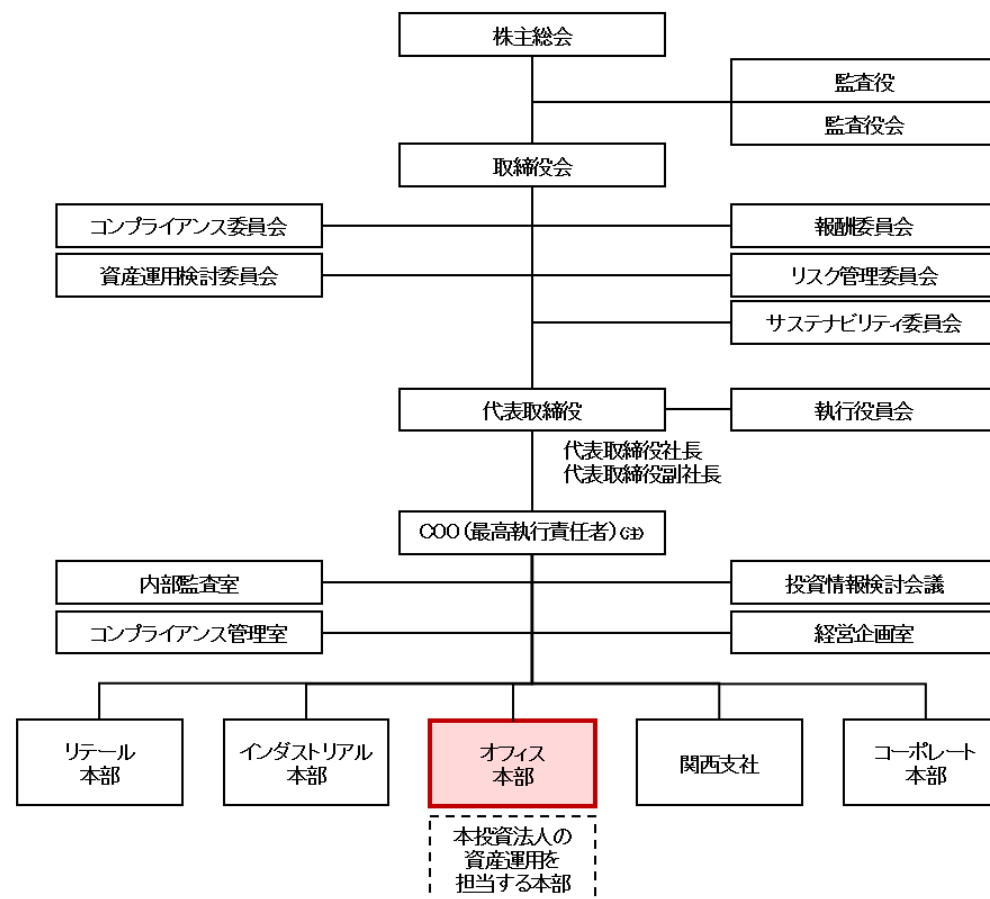 株主総会
監査役
監査役会
取締役会
コンプライアンス委員会
報酬委員会
資産運用検討委員会
リスク管理委員会
サステナビリティ委員会
代表取締役
執行役員会
代表取締役社長
代表取締役副社長
COO(最高執行責任者)(注)
内部監査室
投資情報検討会議
コンプライアンス管理室
経営企画室
リテール
本部
インダストリアル
本部
オフィス
本部
関西支社
コーポレート
本部
本投資法人の
資産運用を
担当する本部